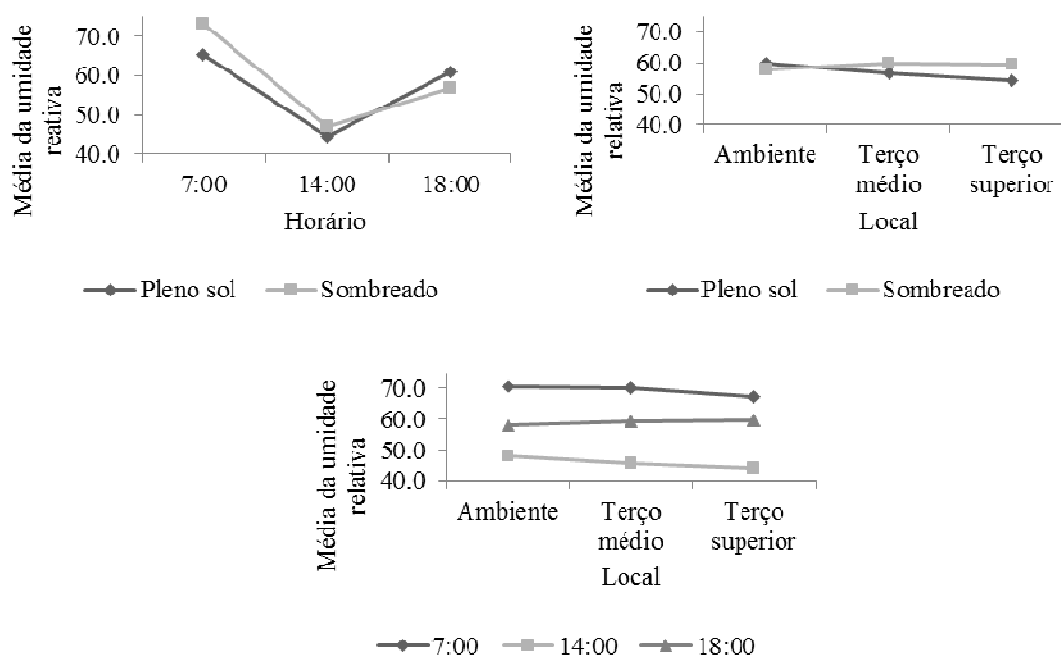 Média da umidade
reativa
70.0
60.0
50.0
40.0
7:00 14:00 18:00
Horário
Pleno sol Sombreado
Média da umidade
relativa
70.0
60.0
50.0
40.0
Ambiente Terço Terço
médio superior
Local
Pleno sol Sombreado
Média da umidade
relativa
70.0
60.0
50.0
40.0
Ambiente Terço Terço
médio superior
Local
7:00 14:00 18:00